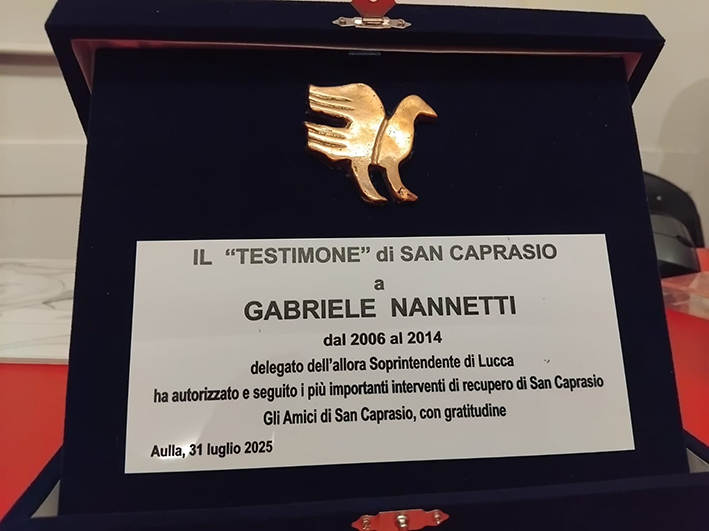 IL “TESTIMONE” di SAN CAPRASIO
a
GABRIELE NANNETTI
dal 2006 al 2014
delegato dell'allora Soprintendente di Lucca
ha autorizzato e seguito i più importanti interventi di recupero di San Caprasio
Gli Amici di San Caprasio, con gratitudine
Aulla, 31 luglio 2025